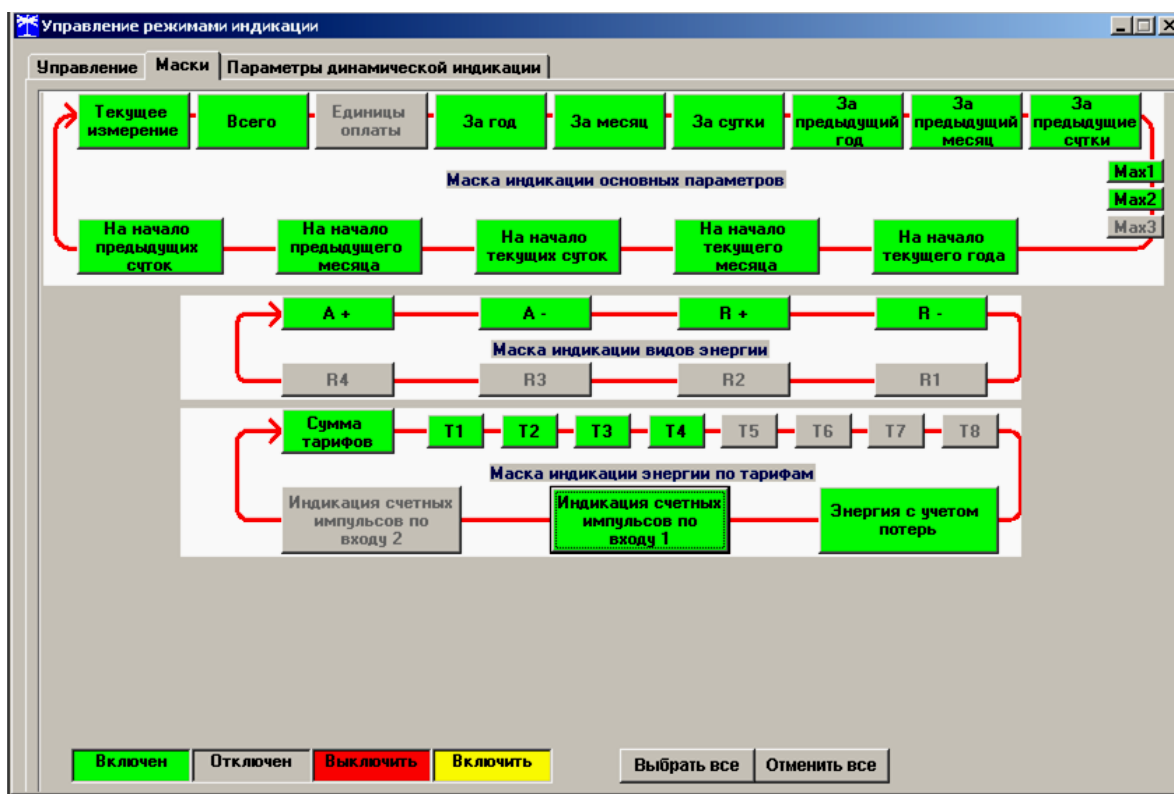 Управление режимами индикации
Управление Маски Параметры динамической индикации
Текущее измерение
Всего
Единицы оплаты
За год
За месяц
За сутки
За предыдущий год
За предыдущий месяц
За предыдущие сутки
Max1
Max2
Max3
Маска индикации основных параметров
На начало предыдущих суток
На начало предыдущего месяца
На начало текущих суток
На начало текущего месяца
На начало текущего года
A + A - R + R -
Маска индикации видов энергии
R4 R3 R2 R1
Сумма тарифов
T1 T2 T3 T4 T5 T6 T7 T8
Маска индикации энергии по тарифам
Индикация счетных импульсов по входу 2
Индикация счетных импульсов по входу 1
Энергия с учетом потерь
Включен Отключен Выключить Включить Выбрать все Отменить все